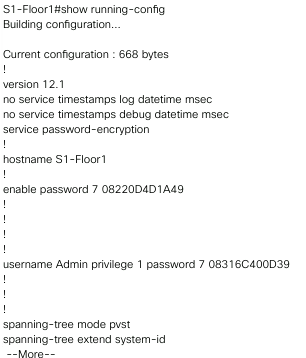 S1-Floor1#show running-config
Building configuration...
Current configuration : 668 bytes
!
version 12.1
no service timestamps log datetime msec
no service timestamps debug datetime msec
service password-encryption
!
hostname S1-Floor1
!
enable password 7 08220D4D1A49
!
!
!
!
username Admin privilege 1 password 7 08316C400D39
!
!
!
spanning-tree mode pvst
spanning-tree extend system-id
--More--